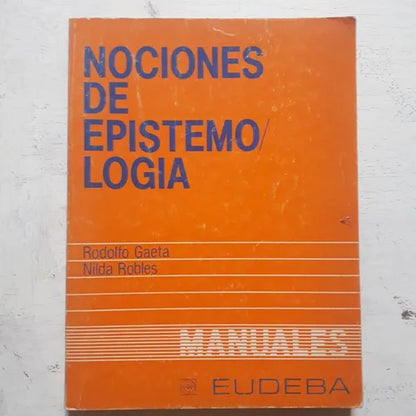 NOCIONES
DE
EPISTEMO/
LOGIA
Rodolfo Gaeta
Nilda Robles
MANUALES
EUDEBA